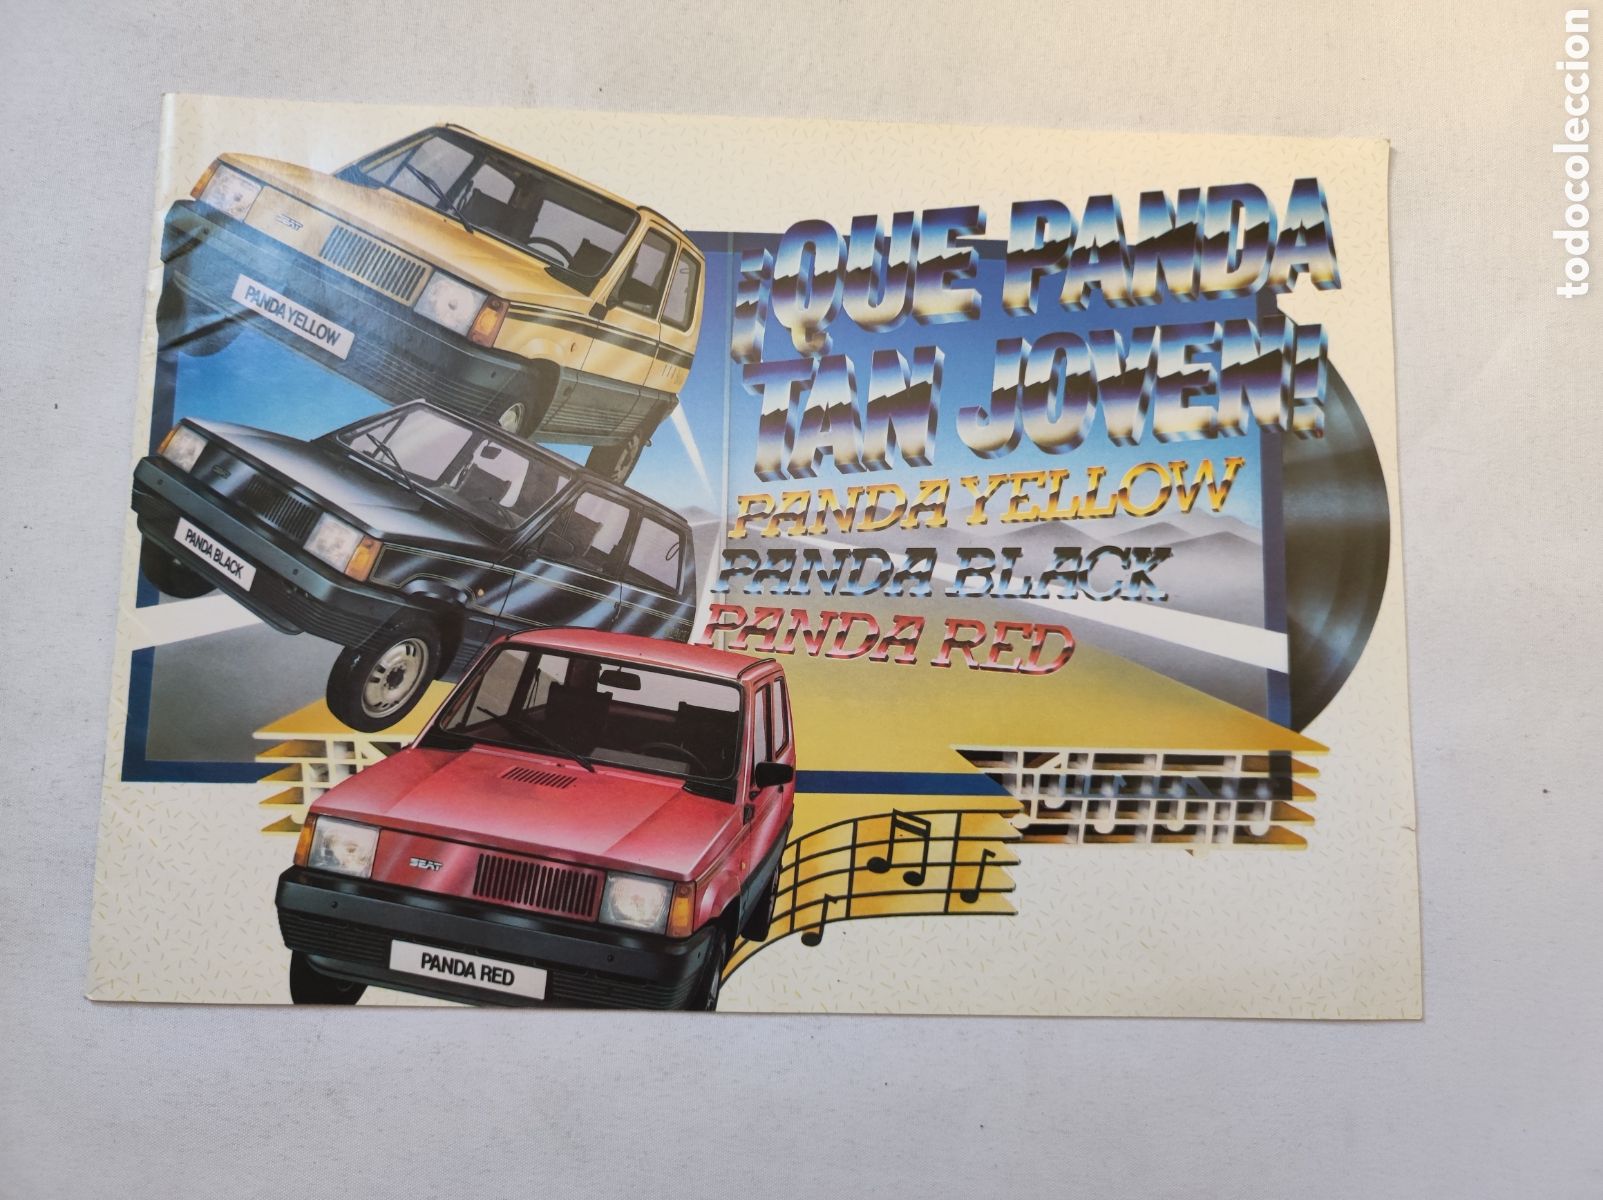 ¡QUE PANDA
TAN JOVEN!
PANDA YELLOW
PANDA BLACK
PANDA RED
SEAT
PANDA YELLOW
SEAT
PANDA BLACK
SEAT
PANDA RED
todocoleccion